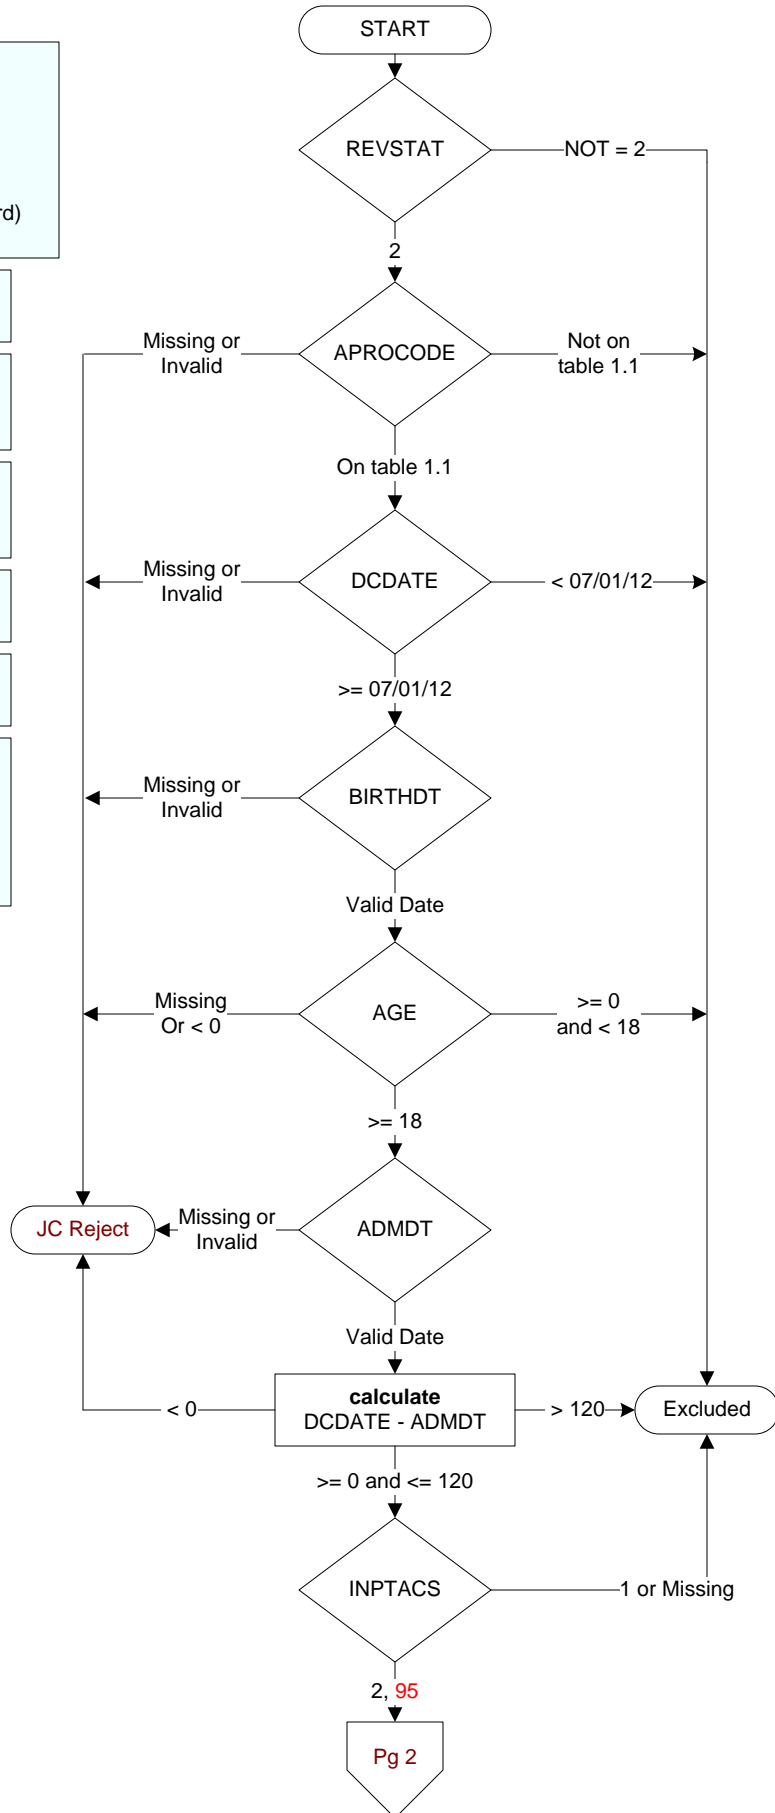 START
REVSTAT
NOT = 2
rd)
2
Missing or
Invalid
APROCODE
Not on
table 1.1
On table 1.1
Missing or
Invalid
DCDATE
< 07/01/12
>= 07/01/12
Missing or
Invalid
BIRTHDT
Valid Date
Missing
Or < 0
AGE
>= 0
and < 18
>= 18
JC Reject
Missing or
Invalid
ADMDT
Valid Date
< 0
calculate
DCDATE - ADMDT
> 120
Excluded
>= 0 and <= 120
INPTACS
1 or Missing
2, 95
Pg 2